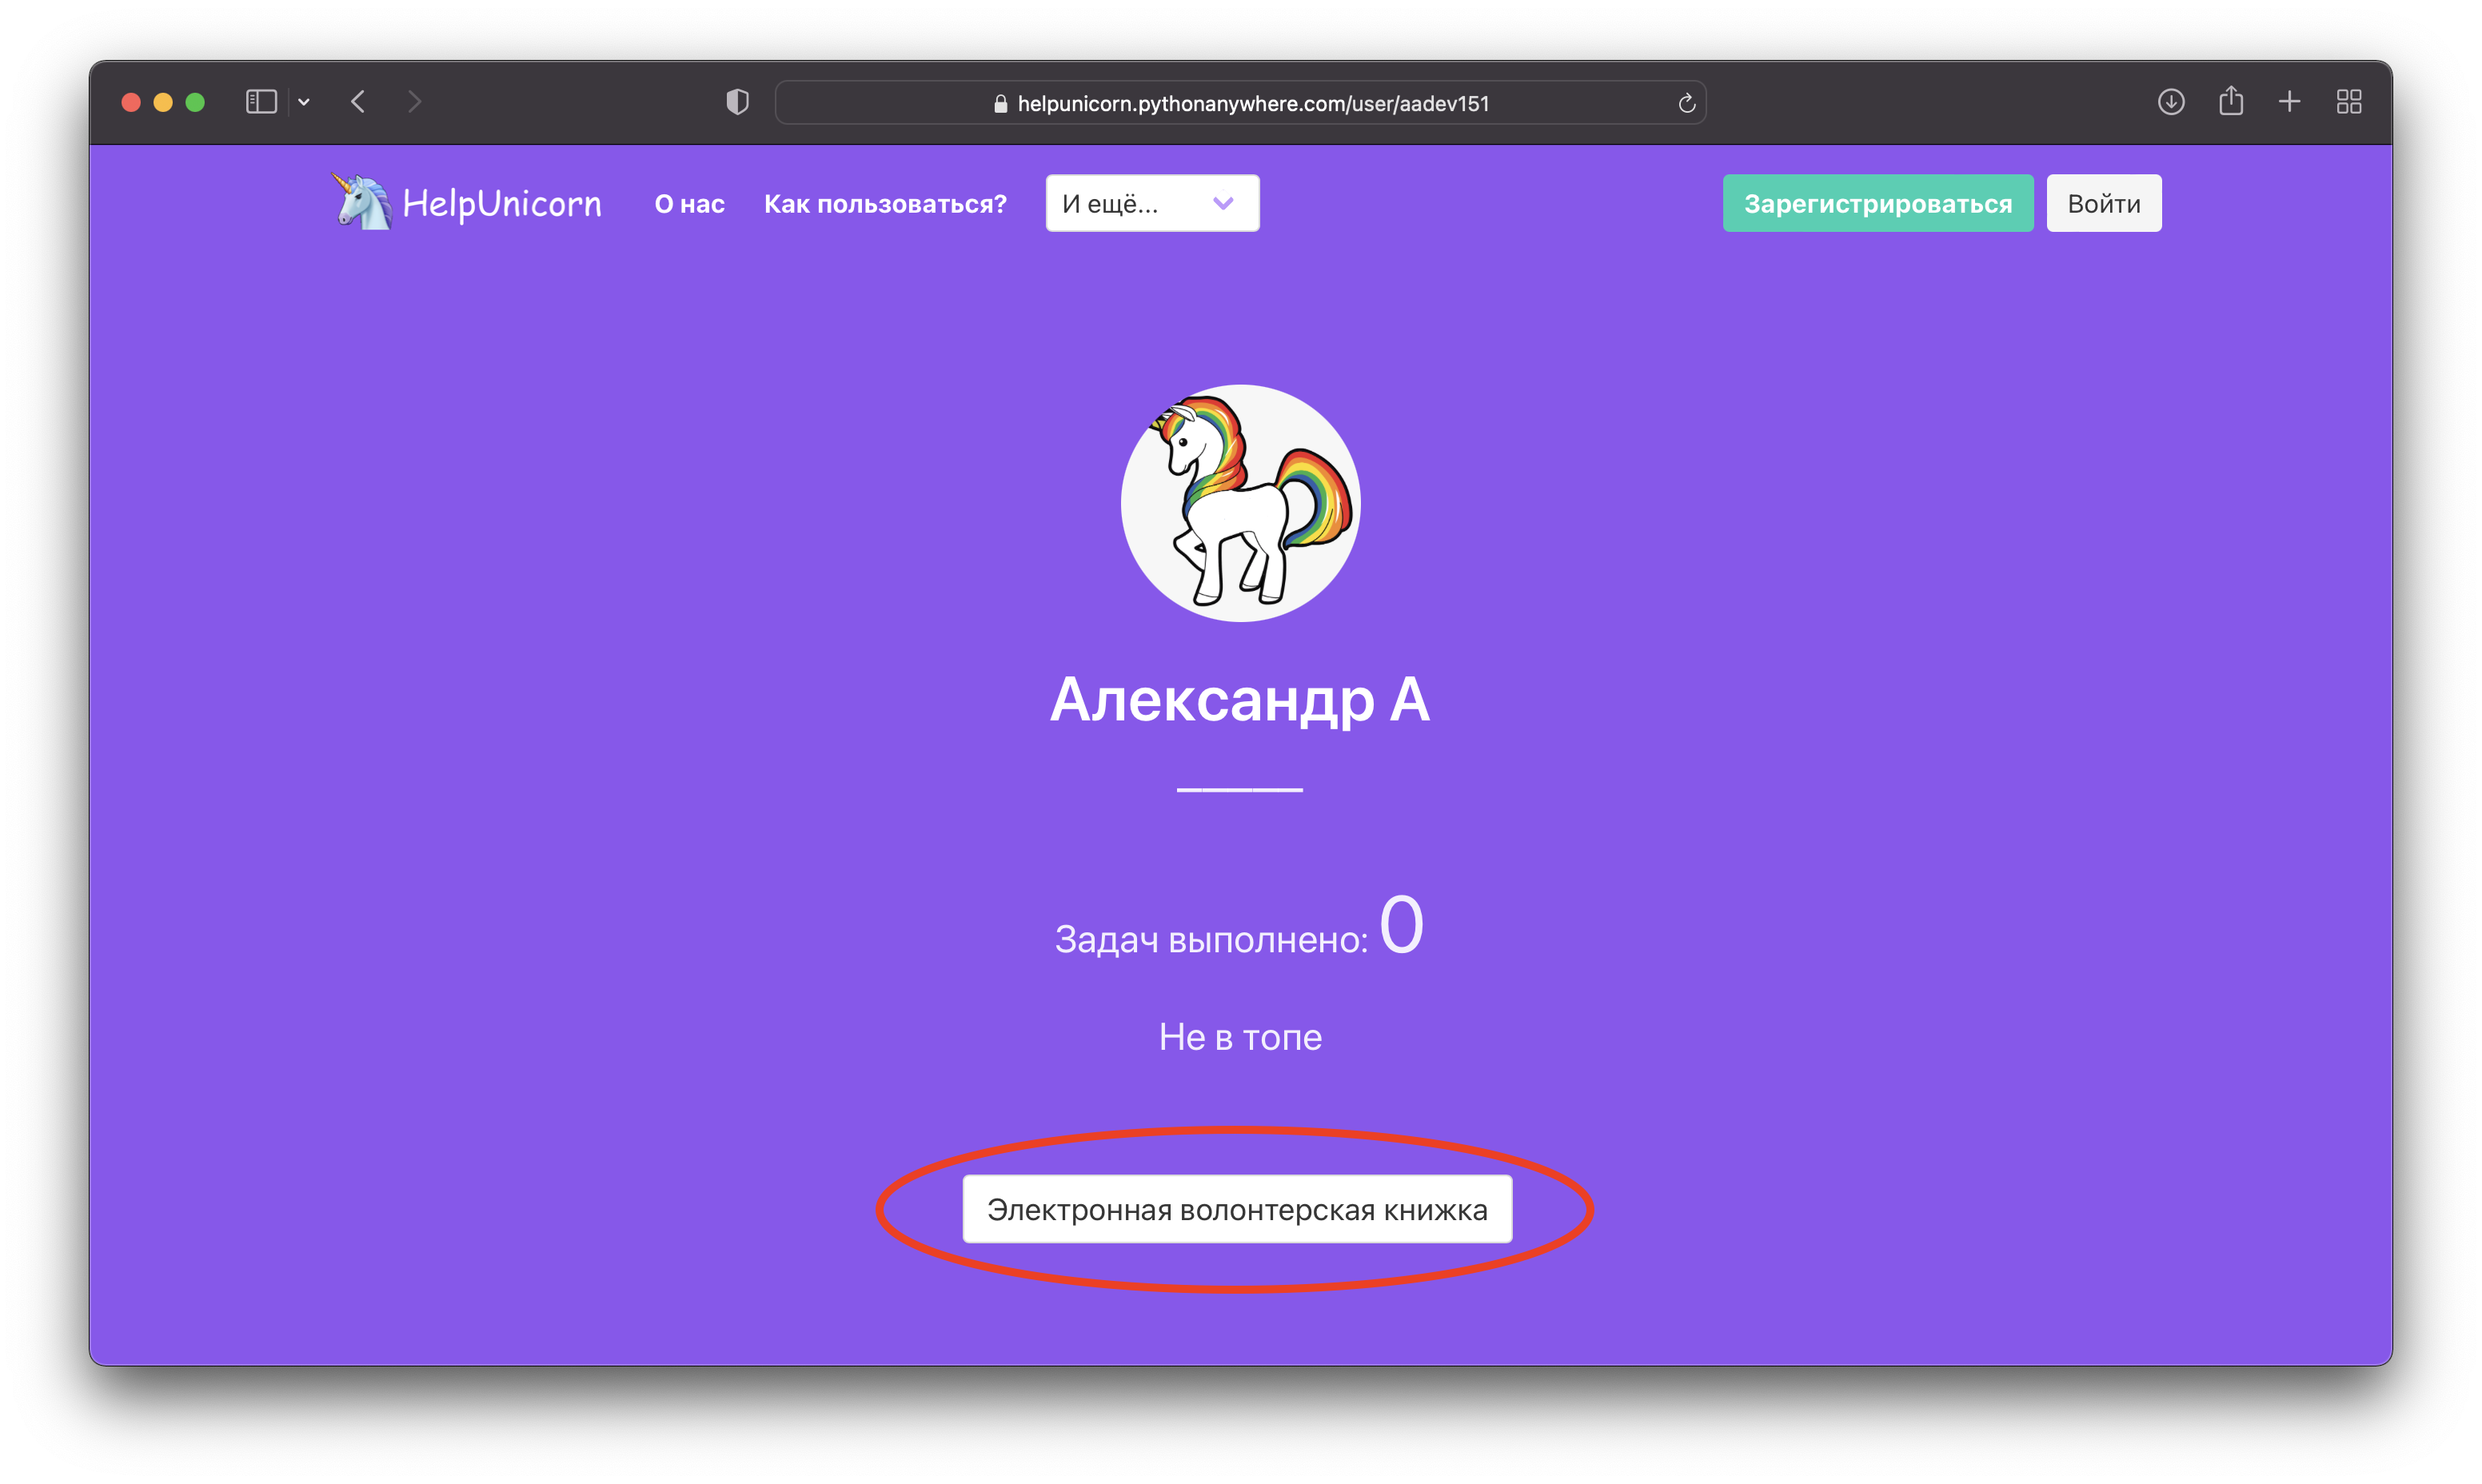 helpunicorn.pythonanywhere.com/user/aadev151
HelpUnicorn
О нас
Как пользоваться?
И ещё...
Зарегистрироваться
Войти
Александр А
Задач выполнено: 0
Не в топе
Электронная волонтерская книжка